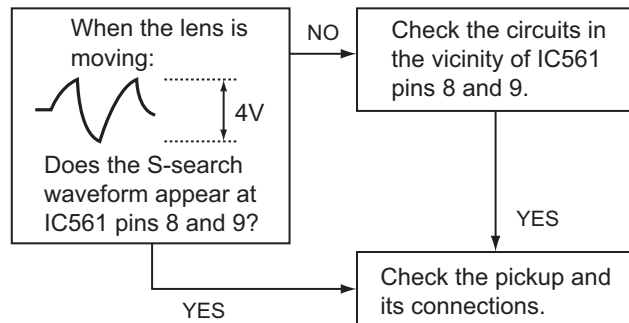 When the lens is
moving:
4V
Does the S-search
waveform appear at
IC561 pins 8 and 9?
NO
Check the circuits in
the vicinity of IC561
pins 8 and 9.
YES
YES
Check the pickup and
its connections.